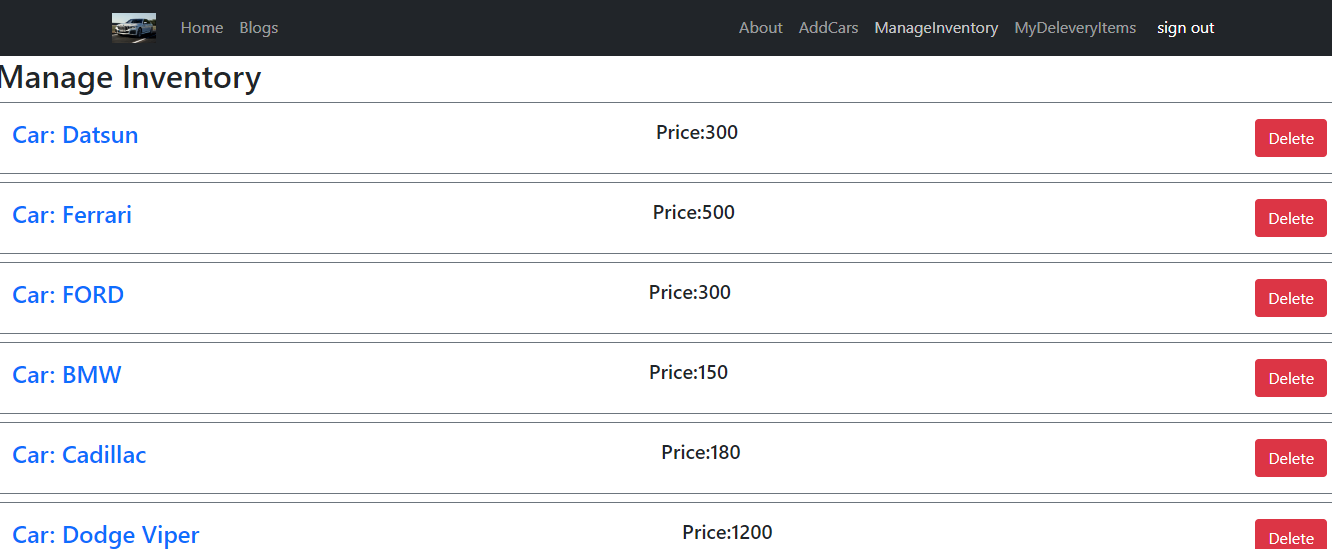 Home Blogs About AddCars ManageInventory MyDeleveryItems sign out
Manage Inventory
Car: Datsun Price:300 Delete
Car: Ferrari Price:500 Delete
Car: FORD Price:300 Delete
Car: BMW Price:150 Delete
Car: Cadillac Price:180 Delete
Car: Dodge Viper Price:1200 Delete